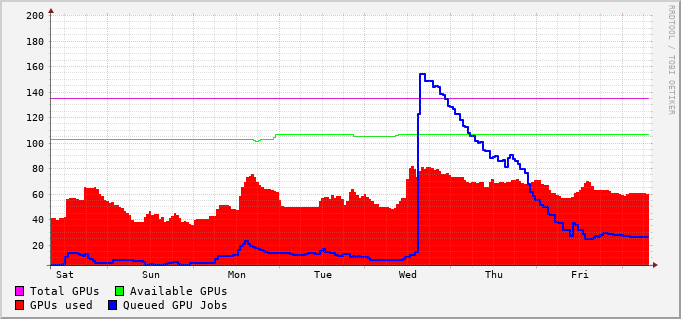 200
180
160
140
120
100
80
60
40
20
Sat Sun Mon Tue Wed Thu Fri
Total GPUs Available GPUs
GPUs used Queued GPU Jobs
RRDTOOL / TOBI OETIKER